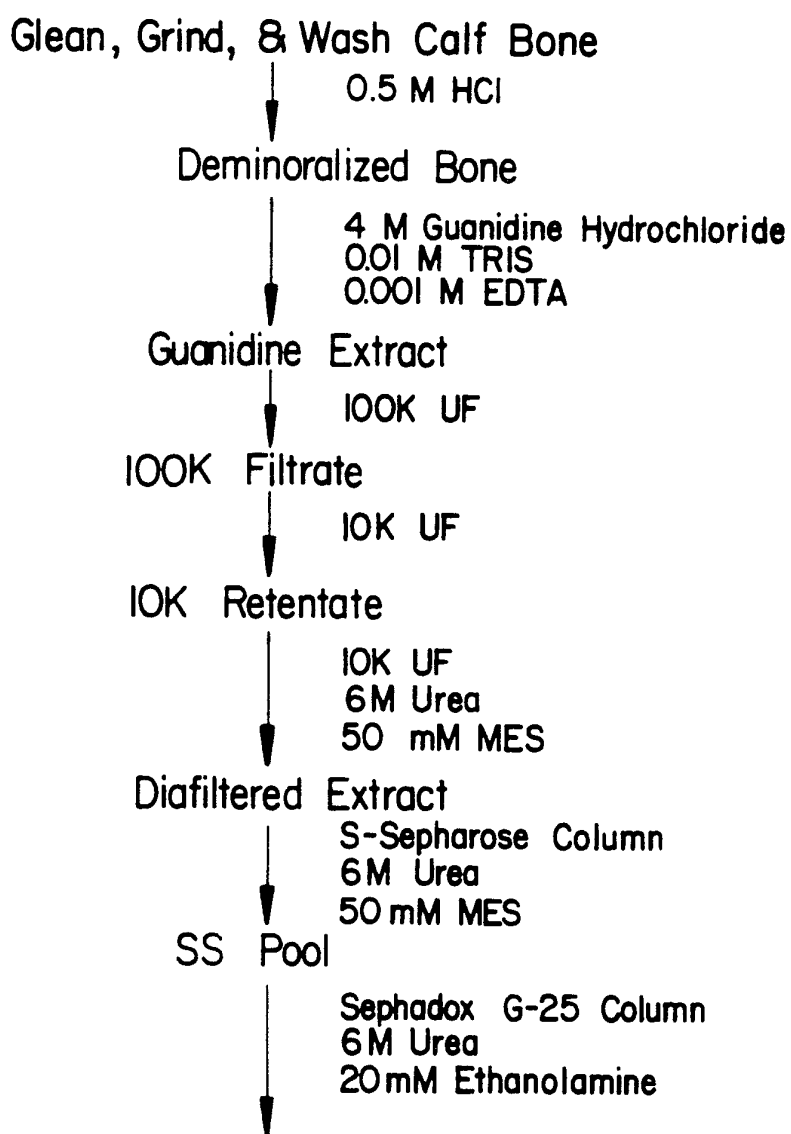 Glean, Grind, & Wash Calf Bone
0.5 M HCl
Deminoralized Bone
4 M Guanidine Hydrochloride
0.01 M TRIS
0.001 M EDTA
Guanidine Extract
100K UF
100K Filtrate
10K UF
10K Retentate
10K UF
6M Urea
50 mM MES
Diafiltered Extract
S-Sepharose Column
6M Urea
50mM MES
SS Pool
Sephadox G-25 Column
6M Urea
20mM Ethanolamine